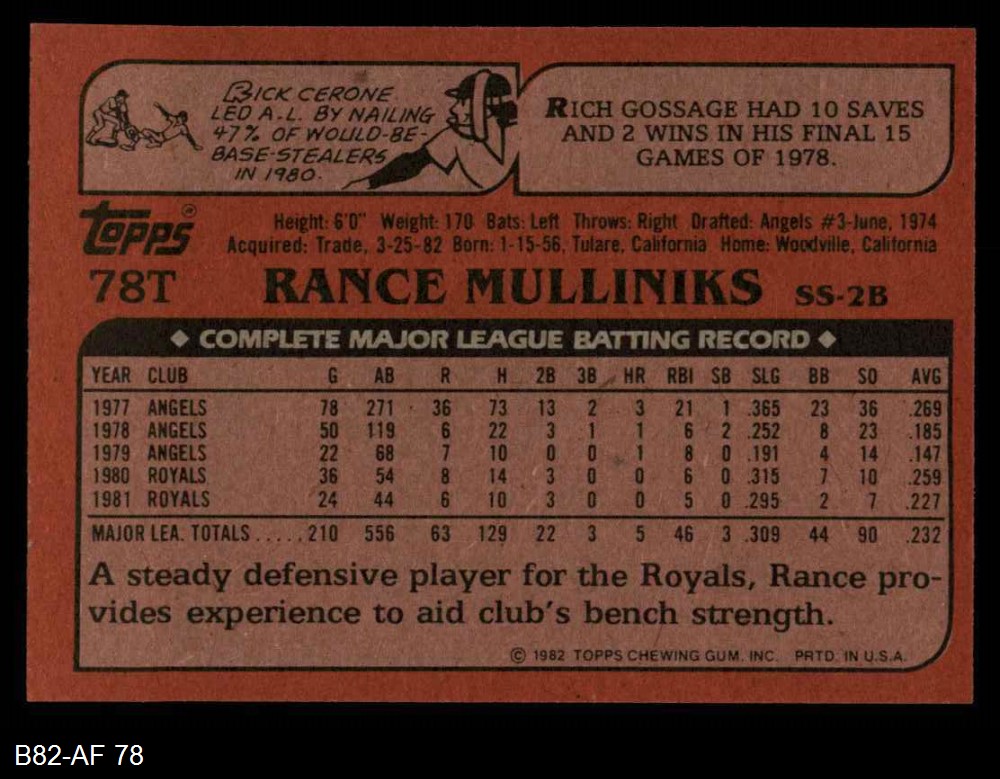 RICK CERONE
LED A.L. BY NAILING
47% OF WOULD-BE-
BASE-STEALERS
IN 1980.
RICH GOSSAGE HAD 10 SAVES
AND 2 WINS IN HIS FINAL 15
GAMES OF 1978.
TOPPS®
Height: 6'0" Weight: 170 Bats: Left Throws: Right Drafted: Angels #3-June, 1974
Acquired: Trade, 3-25-82 Born: 1-15-56, Tulare, California Home: Woodville, California
78T RANCE MULLINIKS SS-2B
◆ COMPLETE MAJOR LEAGUE BATTING RECORD ◆
YEAR CLUB G AB R H 2B 3B HR RBI SB SLG BB SO AVG
1977 ANGELS 78 271 36 73 13 2 3 21 1 .365 23 36 .269
1978 ANGELS 50 119 6 22 3 1 1 6 2 .252 8 23 .185
1979 ANGELS 22 68 7 10 0 0 1 8 0 .191 4 14 .147
1980 ROYALS 36 54 8 14 3 0 0 6 0 .315 7 10 .259
1981 ROYALS 24 44 6 10 3 0 0 5 0 .295 2 7 .227
MAJOR LEA. TOTALS.....210 556 63 129 22 3 5 46 3 .309 44 90 .232
A steady defensive player for the Royals, Rance pro-
vides experience to aid club's bench strength.
© 1982 TOPPS CHEWING GUM, INC. PRTD. IN U.S.A.
B82-AF 78